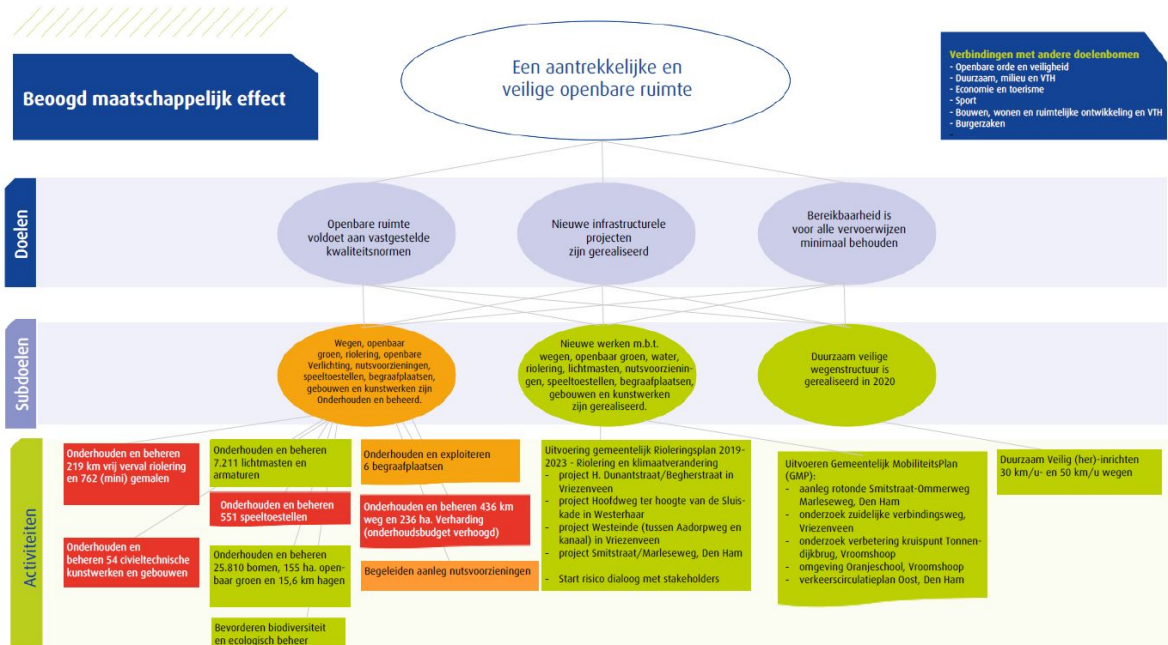 Beoogd maatschappelijk effect
Een aantrekkelijke en
veilige openbare ruimte
Verbindingen met andere doelenbomen
- Openbare orde en veiligheid
- Duurzaam, milieu en VTH
- Economie en toerisme
- Sport
- Bouwen, wonen en ruimtelijke ontwikkeling en VTH
- Burgerzaken
-
Doelen
Openbare ruimte
voldoet aan vastgestelde
kwaliteitsnormen
Nieuwe infrastructurele
projecten
zijn gerealiseerd
Bereikbaarheid is
voor alle vervoerwijzen
minimaal behouden
Subdoelen
Wegen, openbaar
groen, riolering, openbare
Verlichting, nutsvoorzieningen,
speeltoestellen, begraafplaatsen,
gebouwen en kunstwerken zijn
Onderhouden en beheerd.
Nieuwe werken m.b.t.
wegen, openbaar groen, water,
riolering, lichtmasten, nutsvoorzienin-
gen, speeltoestellen, begraafplaatsen,
gebouwen en kunstwerken
zijn gerealiseerd.
Duurzaam veilige
wegenstructuur is
gerealiseerd in 2020
Activiteiten
Onderhouden en beheren
219 km vrij verval riolering
en 762 (mini) gemalen
Onderhouden en
beheren 54 civieltechnische
kunstwerken en gebouwen
Onderhouden en beheren
7.211 lichtmasten en
armaturen
Onderhouden en beheren
551 speeltoestellen
Onderhouden en beheren
25.810 bomen, 155 ha. open-
baar groen en 15,6 km hagen
Bevorderen biodiversiteit
en ecologisch beheer
Onderhouden en exploiteren
6 begraafplaatsen
Onderhouden en beheren 436 km
weg en 236 ha. Verharding
(onderhoudsbudget verhoogd)
Begeleiden aanleg nutsvoorzieningen
Uitvoering gemeentelijk Rioleringsplan 2019-
2023 - Riolering en klimaatverandering
- project H. Dunantstraat/Begherstraat in
Vriezenveen
- project Hoofdweg ter hoogte van de Sluis-
kade in Westerhaar
- project Westeinde (tussen Aadorpweg en
kanaal) in Vriezenveen
- project Smitstraat/Marleseweg, Den Ham
- Start risico dialoog met stakeholders
Uitvoeren Gemeentelijk MobiliteitsPlan
(GMP):
- aanleg rotonde Smitstraat-Ommerweg
Marleseweg, Den Ham
- onderzoek zuidelijke verbindingsweg,
Vriezenveen
- onderzoek verbetering kruispunt Tonnen-
dijkbrug, Vroomshoop
- omgeving Oranjeschool, Vroomshoop
- verkeerscirculatieplan Oost, Den Ham
Duurzaam Veilig (her)-inrichten
30 km/u- en 50 km/u wegen